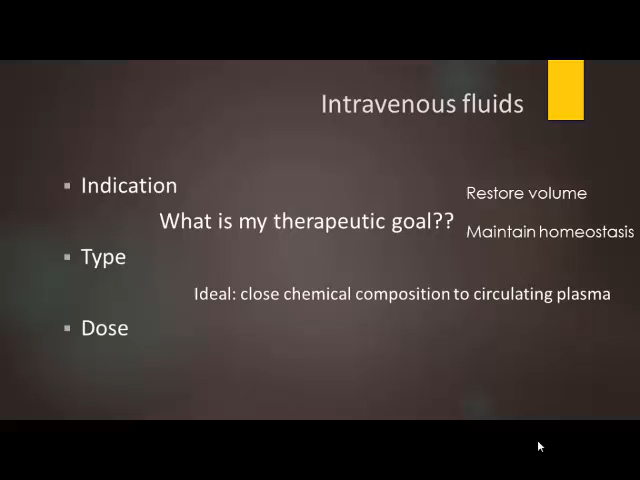 Intravenous fluids
Indication
Restore volume
What is my therapeutic goal??
Maintain homeostasis
Type
Ideal: close chemical composition to circulating plasma
Dose